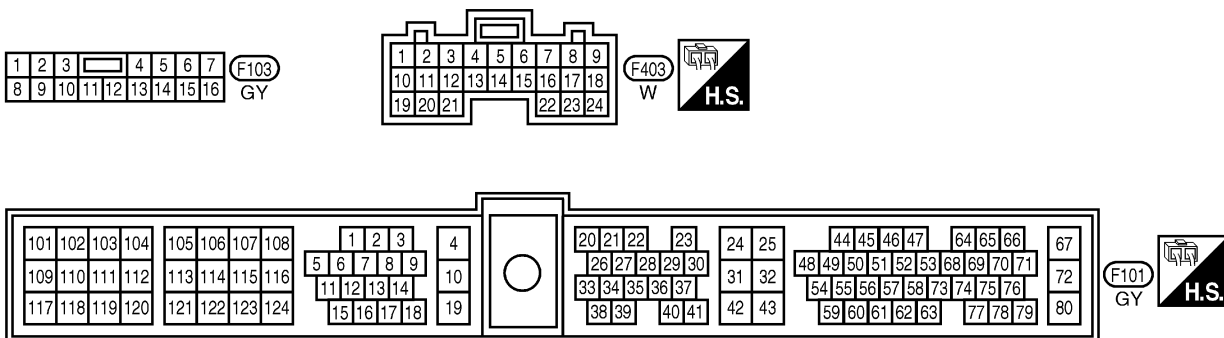 1 2 3 4 5 6 7
8 9 10 11 12 13 14 15 16
F103
GY
1 2 3 4 5 6 7 8 9
10 11 12 13 14 15 16 17 18
19 20 21 22 23 24
F403
W
H.S.
101 102 103 104 105 106 107 108 1 2 3 4 20 21 22 23 24 25 44 45 46 47 64 65 66 67
5 6 7 8 9 26 27 28 29 30 48 49 50 51 52 53 68 69 70 71
109 110 111 112 113 114 115 116 10 31 32 72
11 12 13 14 33 34 35 36 37 54 55 56 57 58 73 74 75 76
117 118 119 120 121 122 123 124 15 16 17 18 19 38 39 40 41 42 43 59 60 61 62 63 77 78 79 80
F101
GY
H.S.